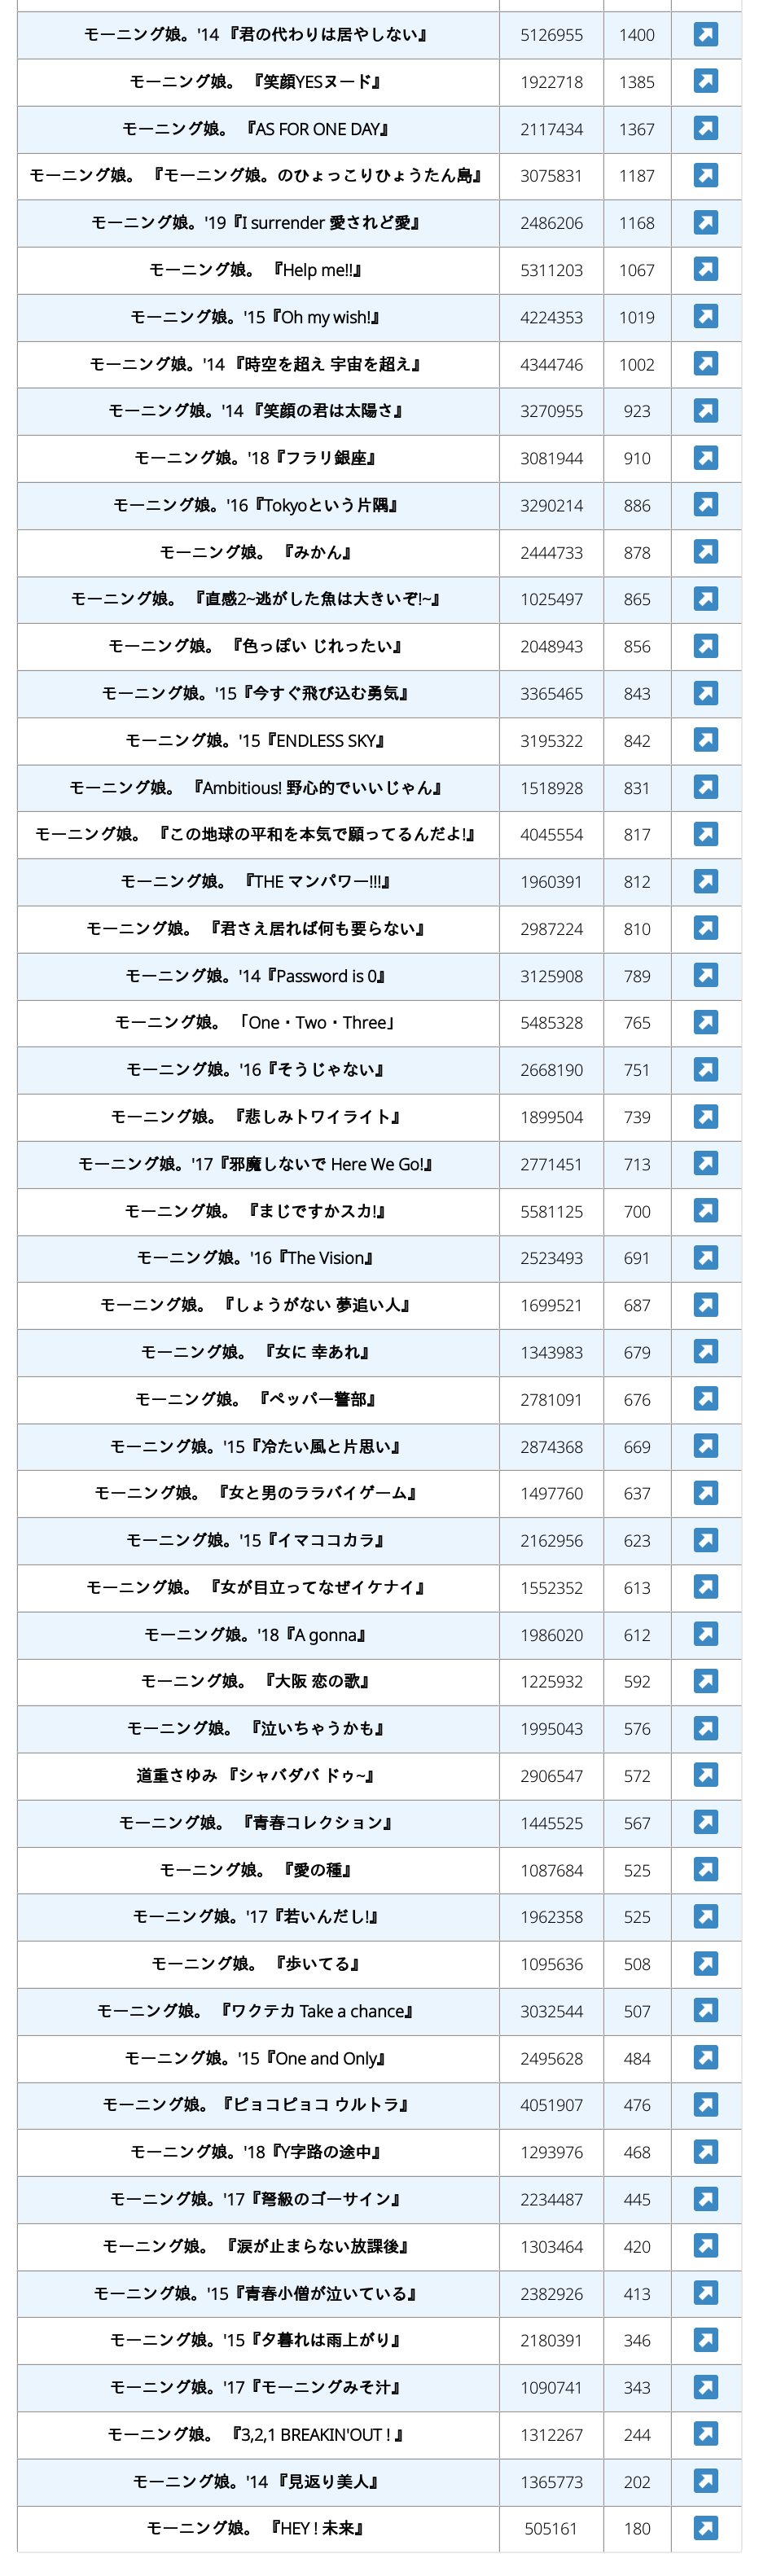 モーニング娘。'14 『君の代わりは居やしない』 5126955 1400
モーニング娘。 『笑顔YESヌード』 1922718 1385
モーニング娘。 『AS FOR ONE DAY』 2117434 1367
モーニング娘。 『モーニング娘。のひょっこりひょうたん島』 3075831 1187
モーニング娘。'19『I surrender 愛されど愛』 2486206 1168
モーニング娘。 『Help me!!』 5311203 1067
モーニング娘。'15『Oh my wish!』 4224353 1019
モーニング娘。'14 『時空を超え 宇宙を超え』 4344746 1002
モーニング娘。'14 『笑顔の君は太陽さ』 3270955 923
モーニング娘。'18『フラリ銀座』 3081944 910
モーニング娘。'16『Tokyoという片隅』 3290214 886
モーニング娘。 『みかん』 2444733 878
モーニング娘。 『直感2~逃がした魚は大きいぞ!~』 1025497 865
モーニング娘。 『色っぽい じれったい』 2048943 856
モーニング娘。'15『今すぐ飛び込む勇気』 3365465 843
モーニング娘。'15『ENDLESS SKY』 3195322 842
モーニング娘。 『Ambitious! 野心的でいいじゃん』 1518928 831
モーニング娘。 『この地球の平和を本気で願ってるんだよ!』 4045554 817
モーニング娘。 『THE マンパワー!!!』 1960391 812
モーニング娘。 『君さえ居れば何も要らない』 2987224 810
モーニング娘。'14『Password is 0』 3125908 789
モーニング娘。 「One・Two・Three」 5485328 765
モーニング娘。'16『そうじゃない』 2668190 751
モーニング娘。 『悲しみトワイライト』 1899504 739
モーニング娘。'17『邪魔しないで Here We Go!』 2771451 713
モーニング娘。 『まじですかスカ!』 5581125 700
モーニング娘。'16『The Vision』 2523493 691
モーニング娘。 『しょうがない 夢追い人』 1699521 687
モーニング娘。 『女に 幸あれ』 1343983 679
モーニング娘。 『ペッパー警部』 2781091 676
モーニング娘。'15『冷たい風と片思い』 2874368 669
モーニング娘。 『女と男のララバイゲーム』 1497760 637
モーニング娘。'15『イマココカラ』 2162956 623
モーニング娘。 『女が目立ってなぜイケナイ』 1552352 613
モーニング娘。'18『A gonna』 1986020 612
モーニング娘。 『大阪 恋の歌』 1225932 592
モーニング娘。 『泣いちゃうかも』 1995043 576
道重さゆみ 『シャバダバ ドゥ~』 2906547 572
モーニング娘。 『青春コレクション』 1445525 567
モーニング娘。 『愛の種』 1087684 525
モーニング娘。'17『若いんだし!』 1962358 525
モーニング娘。 『歩いてる』 1095636 508
モーニング娘。 『ワクテカ Take a chance』 3032544 507
モーニング娘。'15『One and Only』 2495628 484
モーニング娘。『ピョコピョコ ウルトラ』 4051907 476
モーニング娘。'18『Y字路の途中』 1293976 468
モーニング娘。'17『弩級のゴーサイン』 2234487 445
モーニング娘。 『涙が止まらない放課後』 1303464 420
モーニング娘。'15『青春小僧が泣いている』 2382926 413
モーニング娘。'15『夕暮れは雨上がり』 2180391 346
モーニング娘。'17『モーニングみそ汁』 1090741 343
モーニング娘。 『3,2,1 BREAKIN'OUT ! 』 1312267 244
モーニング娘。'14 『見返り美人』 1365773 202
モーニング娘。 『HEY ! 未来』 505161 180